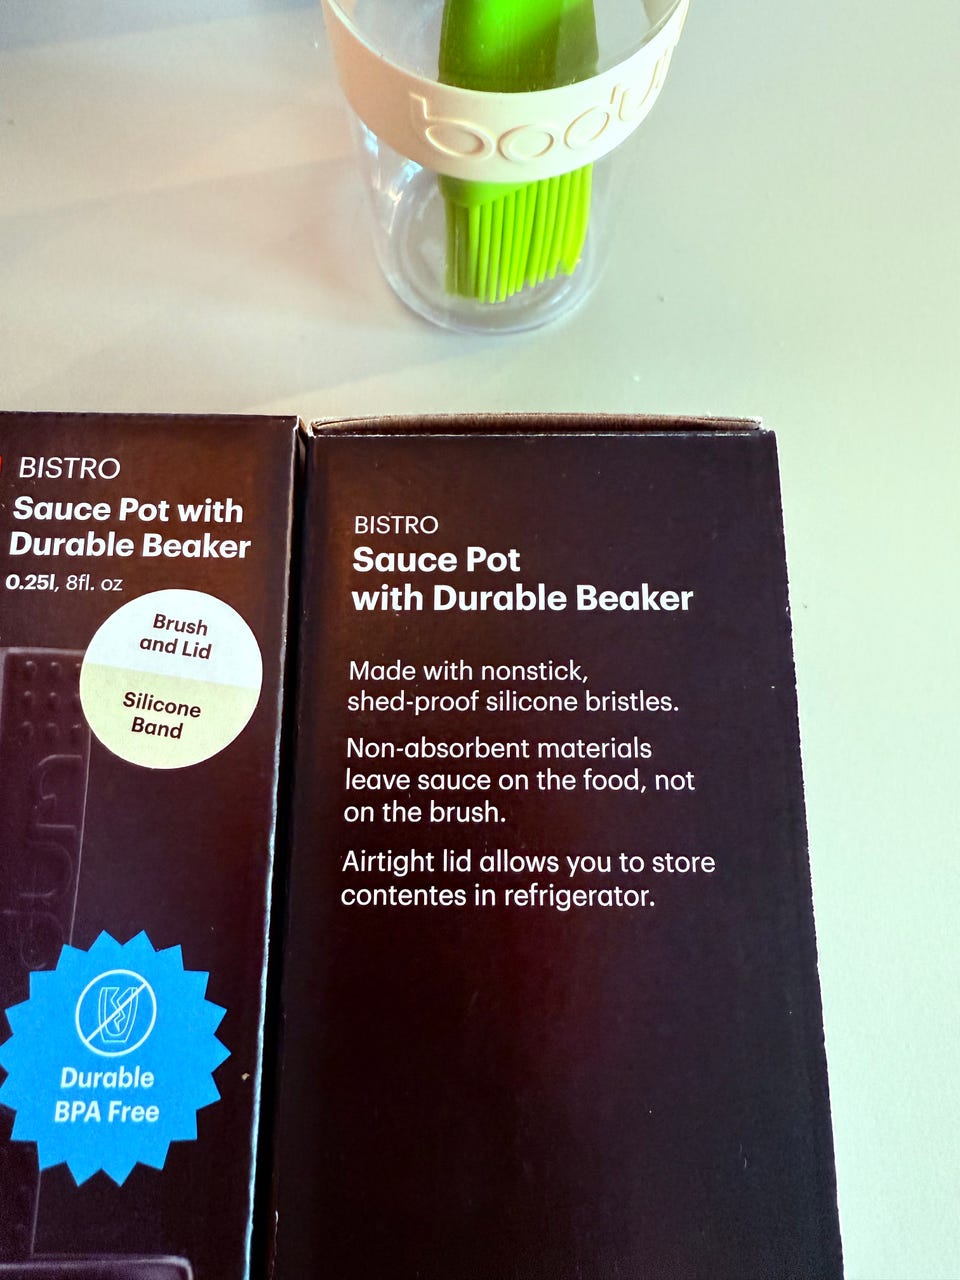 bodum
BISTRO
Sauce Pot with
Durable Beaker
0.25l, 8fl. oz
Brush
and Lid
Silicone
Band
Durable
BPA Free
BISTRO
Sauce Pot
with Durable Beaker
Made with nonstick,
shed-proof silicone bristles.
Non-absorbent materials
leave sauce on the food, not
on the brush.
Airtight lid allows you to store
contentes in refrigerator.